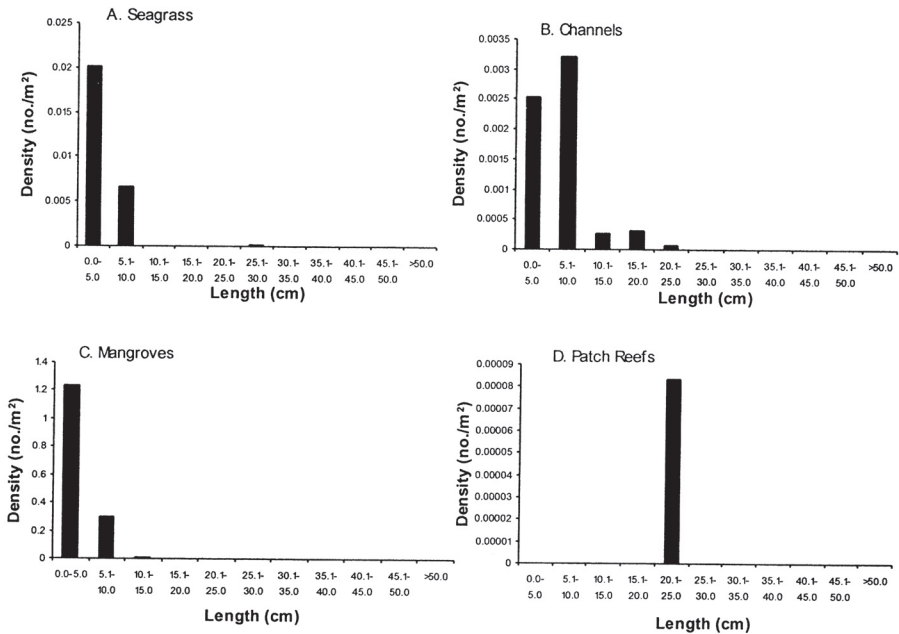 A. Seagrass
Density (no./m²)
0.025
0.02
0.015
0.01
0.005
0
0.0- 5.1- 10.1- 15.1- 20.1- 25.1- 30.1- 35.1- 40.1- 45.1- >50.0
5.0 10.0 15.0 20.0 25.0 30.0 35.0 40.0 45.0 50.0
Length (cm)
B. Channels
Density (no./m²)
0.0035
0.003
0.0025
0.002
0.0015
0.001
0.0005
0
0.0- 5.1- 10.1- 15.1- 20.1- 25.1- 30.1- 35.1- 40.1- 45.1- >50.0
5.0 10.0 15.0 20.0 25.0 30.0 35.0 40.0 45.0 50.0
Length (cm)
C. Mangroves
Density (no./m²)
1.4
1.2
1
0.8
0.6
0.4
0.2
0
0.0-5.0 5.1- 10.1- 15.1- 20.1- 25.1- 30.1- 35.1- 40.1- 45.1- >50.0
10.0 15.0 20.0 25.0 30.0 35.0 40.0 45.0 50.0
Length (cm)
D. Patch Reefs
Density (no./m²)
0.00009
0.00008
0.00007
0.00006
0.00005
0.00004
0.00003
0.00002
0.00001
0
0.0- 5.1- 10.1- 15.1- 20.1- 25.1- 30.1- 35.1- 40.1- 45.1- >50.0
5.0 10.0 15.0 20.0 25.0 30.0 35.0 40.0 45.0 50.0
Length (cm)